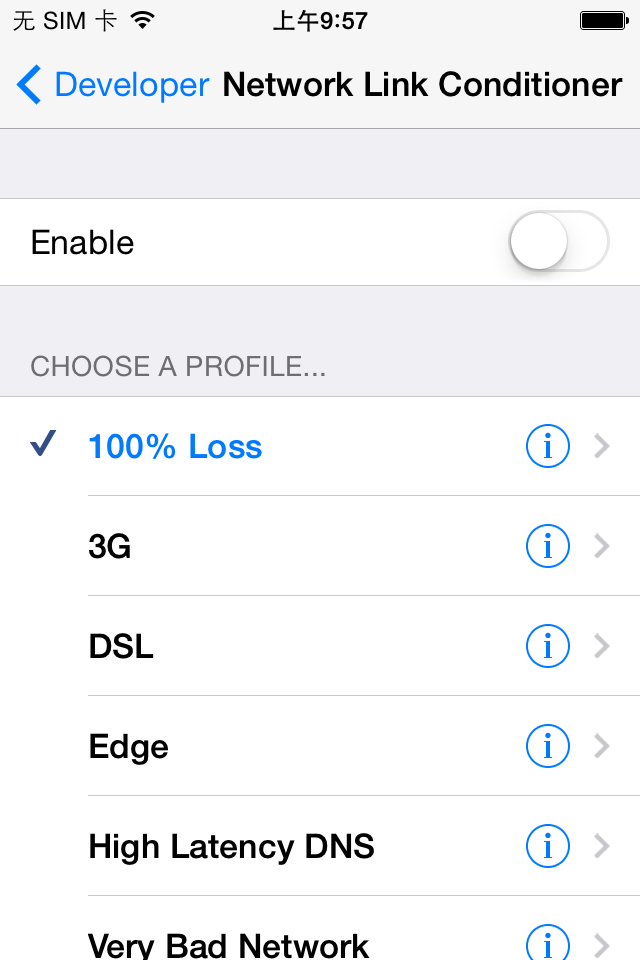 无 SIM 卡 上午9:57
Developer Network Link Conditioner
Enable
CHOOSE A PROFILE...
100% Loss
3G
DSL
Edge
High Latency DNS
Very Bad Network